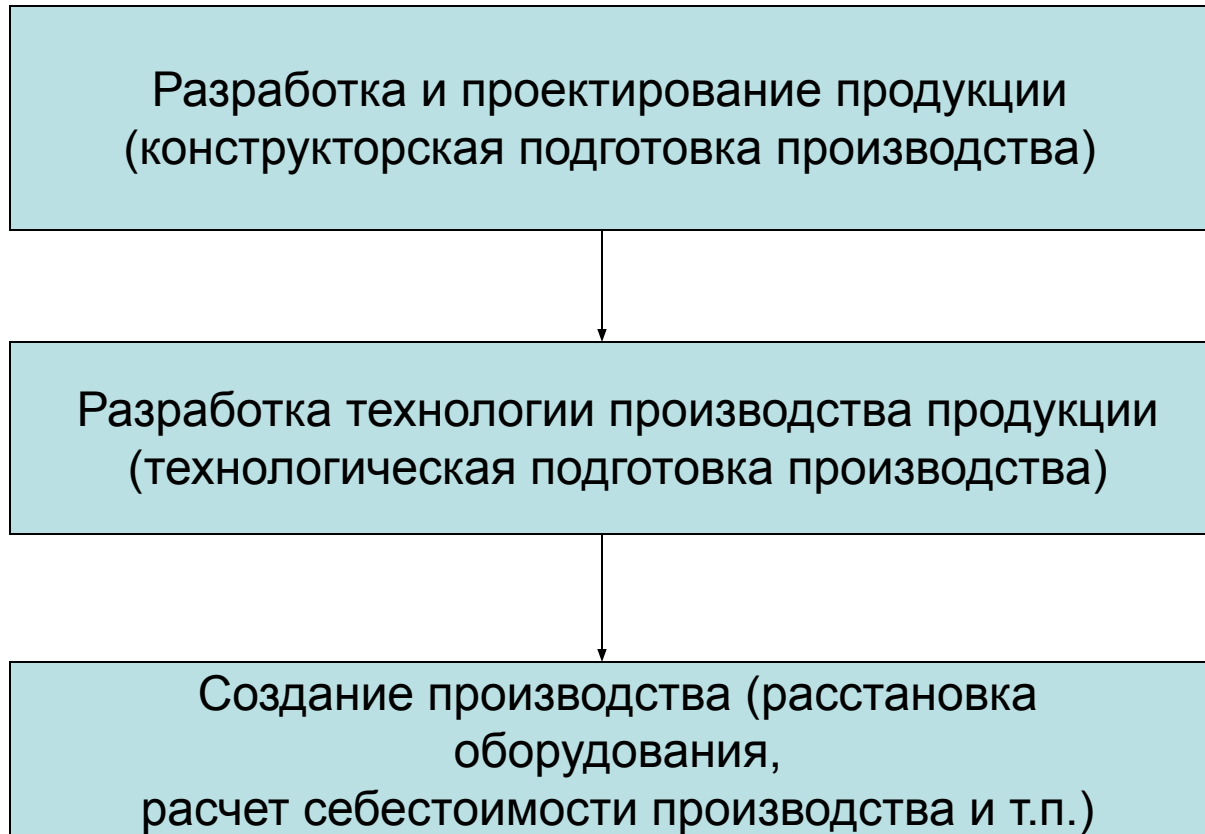 Разработка и проектирование продукции
(конструкторская подготовка производства)
Разработка технологии производства продукции
(технологическая подготовка производства)
Создание производства (расстановка
оборудования,
расчет себестоимости производства и т.п.)